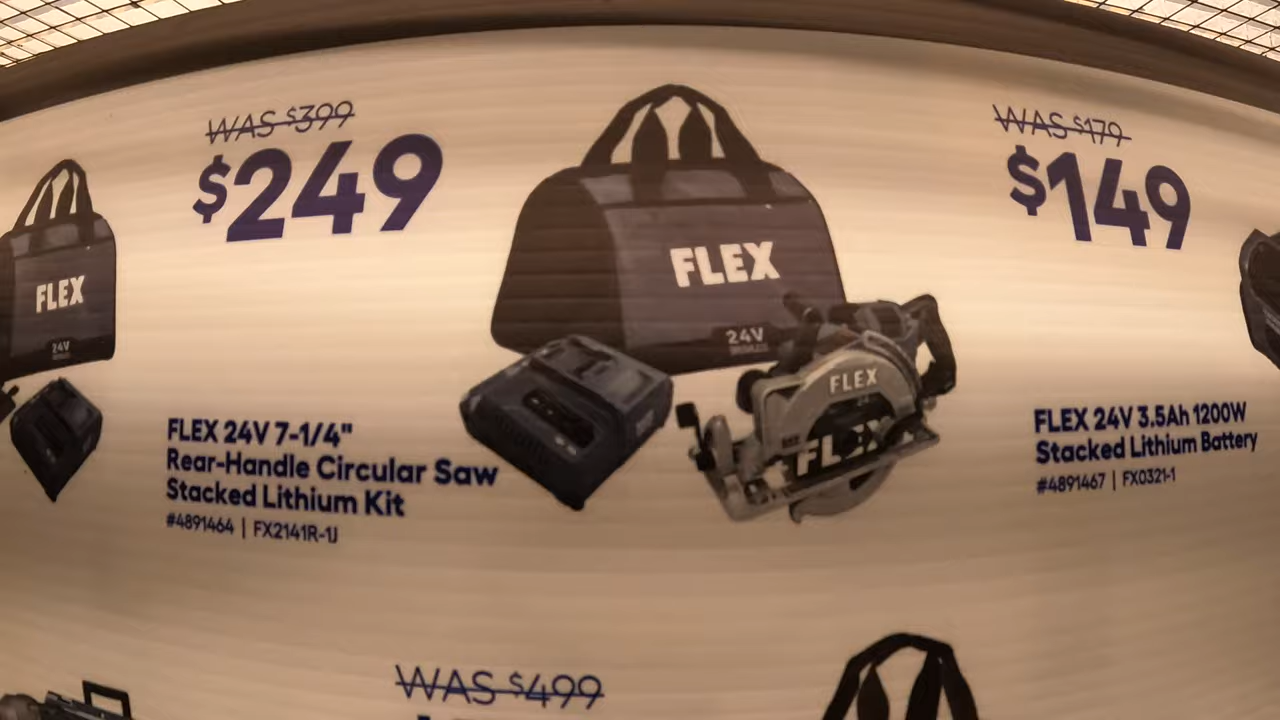 WAS $399
$249
FLEX 24V 7-1/4"
Rear-Handle Circular Saw
Stacked Lithium Kit
#4891464 | FX2141R-1J
FLEX
24V
FLEX
24V
FLEX
FLEX
WAS $179
$149
FLEX 24V 3.5Ah 1200W
Stacked Lithium Battery
#4891467 | FX0321-1
WAS $499